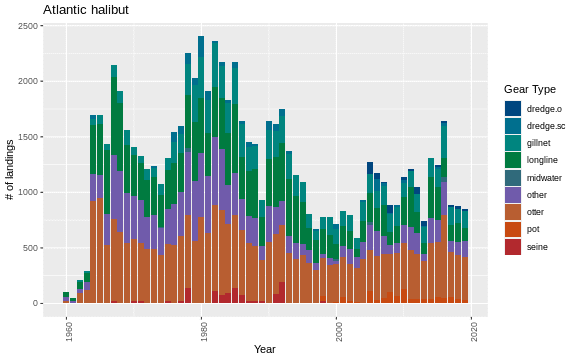 Atlantic halibut
2500
2000
1500
1000
500
0
# of landings
1960
1980
2000
2020
Year
Gear Type
dredge.o
dredge.sc
gillnet
longline
midwater
other
otter
pot
seine